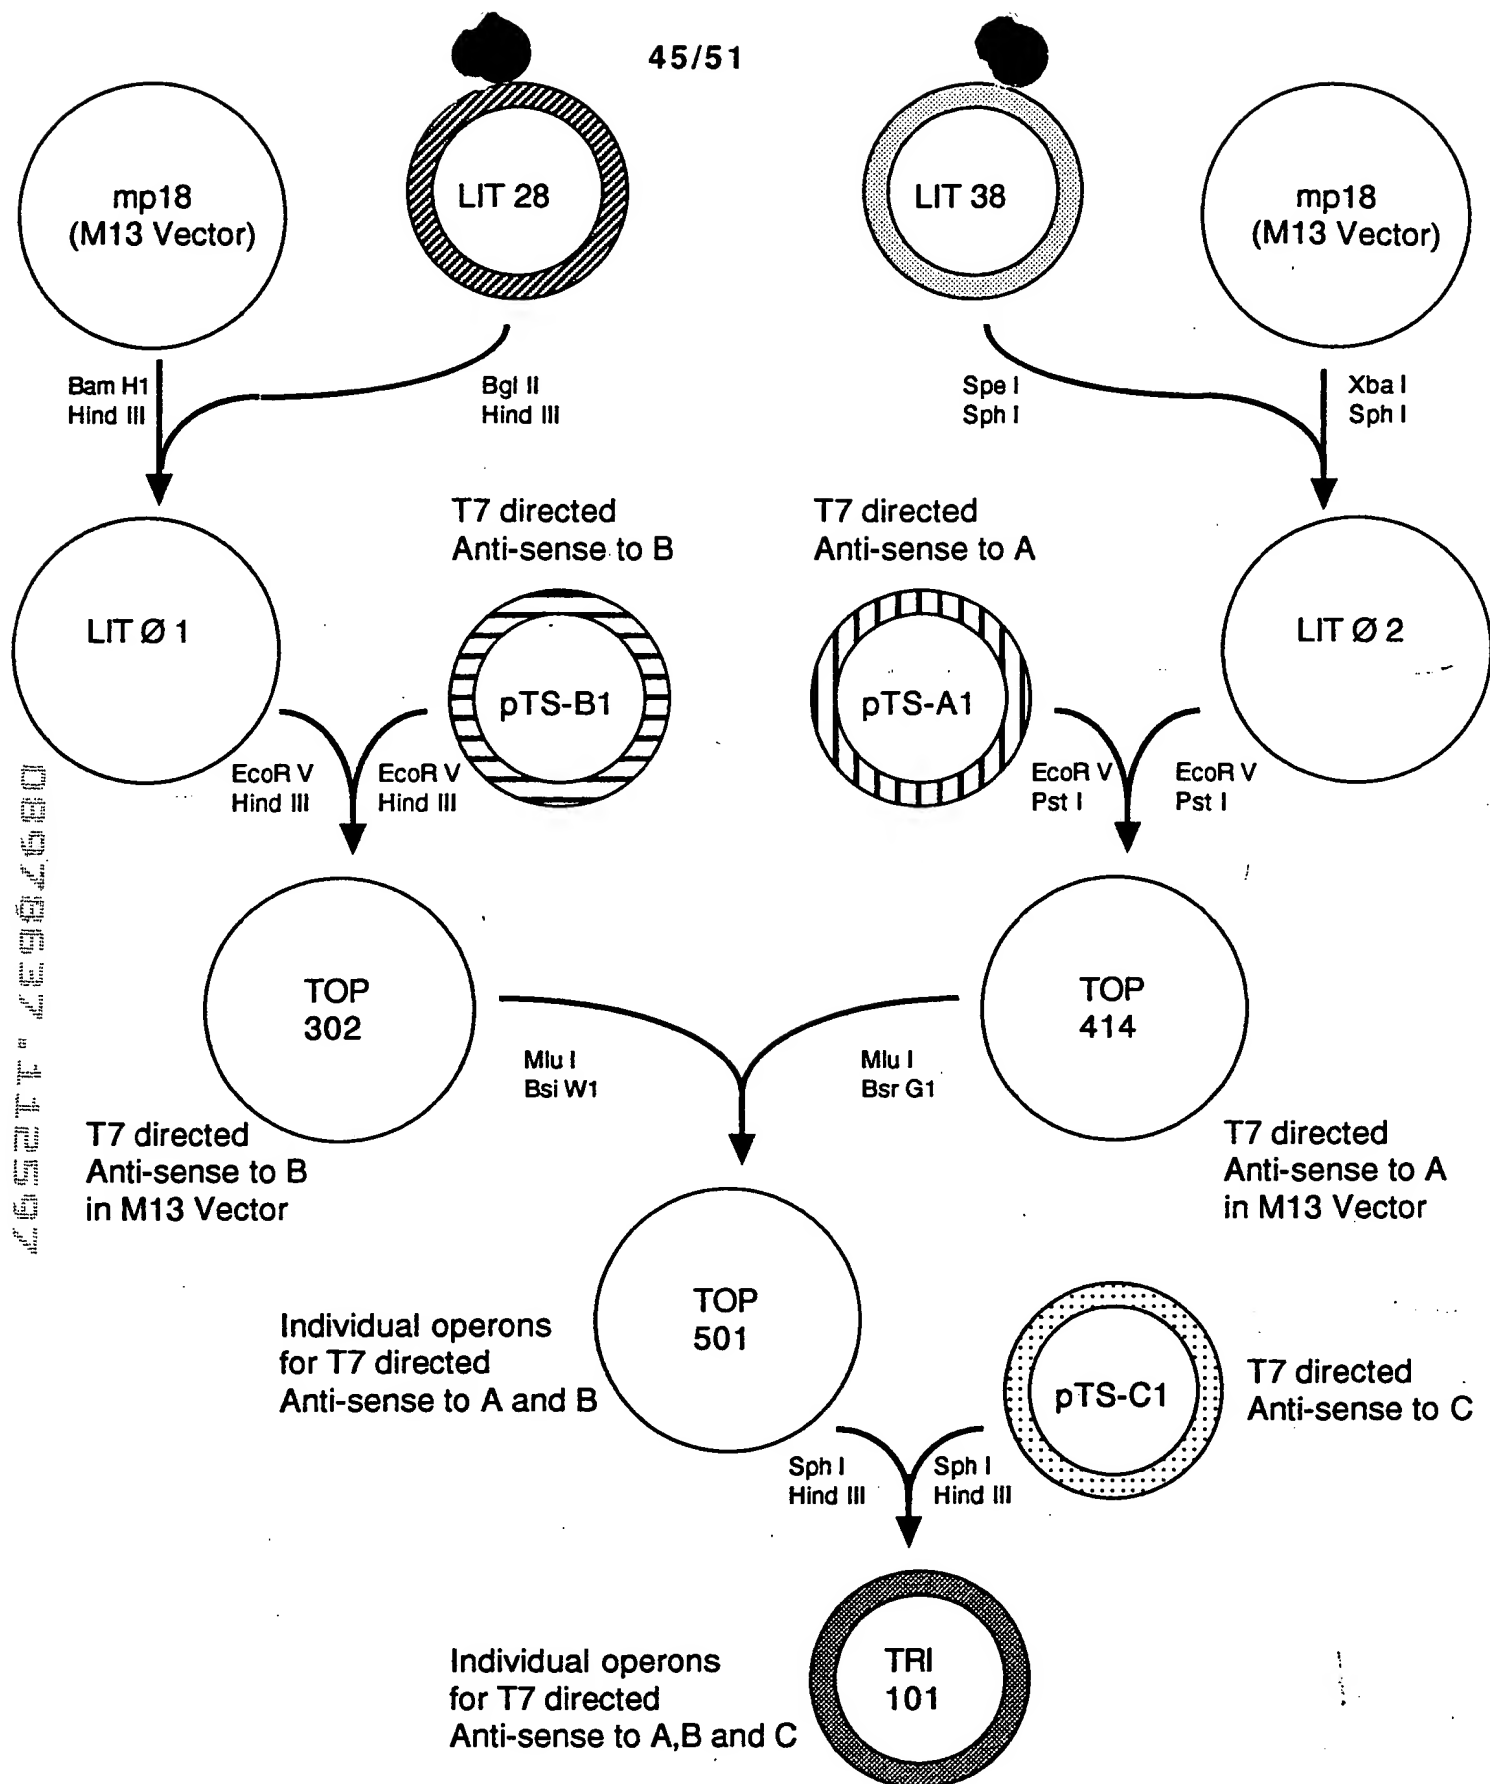 45/51
mp18
(M13 Vector)
LIT 28
LIT 38
mp18
(M13 Vector)
Bam H1
Hind III
Bgl II
Hind III
Spe I
Sph I
Xba I
Sph I
T7 directed
Anti-sense to B
T7 directed
Anti-sense to A
LIT Ø 1
pTS-B1
pTS-A1
LIT Ø 2
EcoR V
Hind III
EcoR V
Hind III
EcoR V
Pst I
EcoR V
Pst I
TOP
302
TOP
414
Mlu I
Bsi W1
Mlu I
Bsr G1
T7 directed
Anti-sense to B
in M13 Vector
T7 directed
Anti-sense to A
in M13 Vector
TOP
501
Individual operons
for T7 directed
Anti-sense to A and B
pTS-C1
T7 directed
Anti-sense to C
Sph I
Hind III
Sph I
Hind III
TRI
101
Individual operons
for T7 directed
Anti-sense to A,B and C
08978637.112597